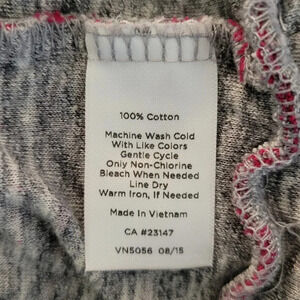 100% Cotton
Machine Wash Cold
With Like Colors
Gentle Cycle
Only Non-Chlorine
Bleach When Needed
Line Dry
Warm Iron, If Needed
Made In Vietnam
CA #23147
VN5056 08/15